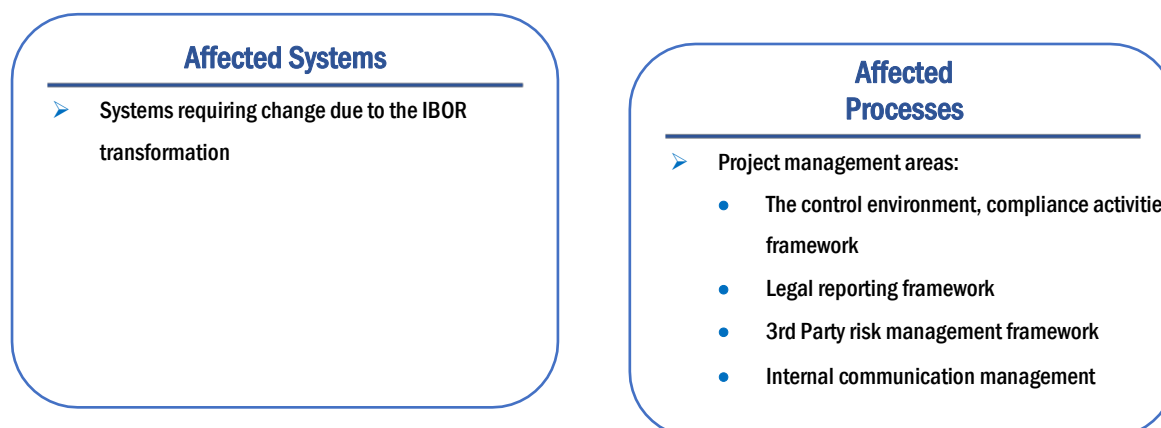 Affected Systems
➢ Systems requiring change due to the IBOR
transformation
Affected
Processes
➢ Project management areas:
• The control environment, compliance activitie
framework
• Legal reporting framework
• 3rd Party risk management framework
• Internal communication management